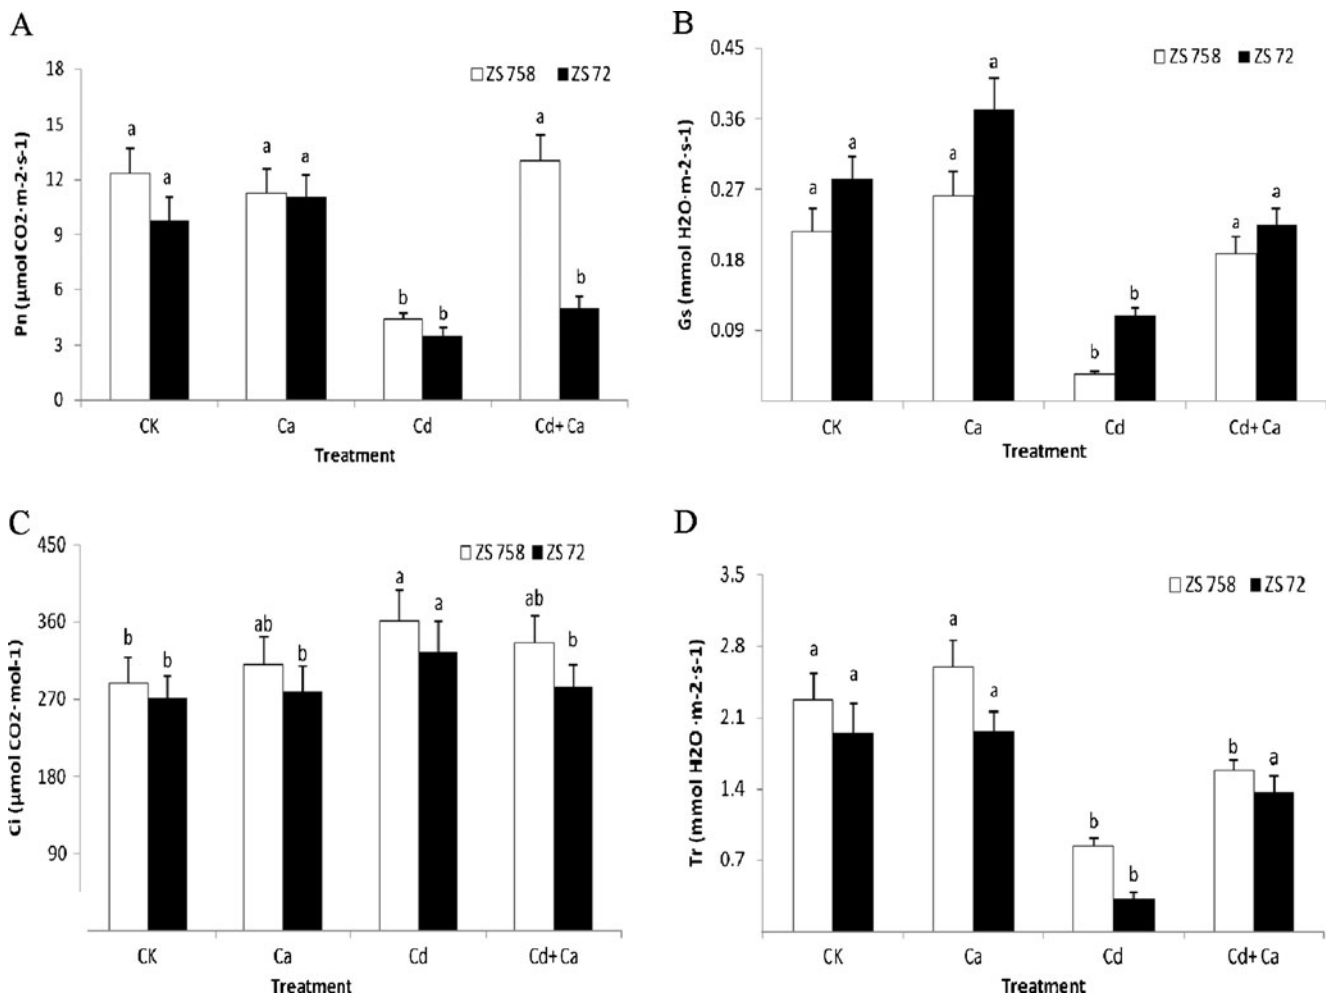 A
Pn (μmol CO2·m-2·s-1)
18
15
12
9
6
3
0
ZS 758 ZS 72
a a a a b b a b
CK Ca Cd Cd+ Ca
Treatment
B
Gs (mmol H2O·m-2·s-1)
0.45
0.36
0.27
0.18
0.09
ZS 758 ZS 72
a a a a b b a a
CK Ca Cd Cd+ Ca
Treatment
C
Ci (μmol CO2·mol-1)
450
360
270
180
90
ZS 758 ZS 72
b b ab b a a ab b
CK Ca Cd Cd+ Ca
Treatment
D
Tr (mmol H2O·m-2·s-1)
3.5
2.8
2.1
1.4
0.7
ZS 758 ZS 72
a a a a b b b a
CK Ca Cd Cd+ Ca
Treatment